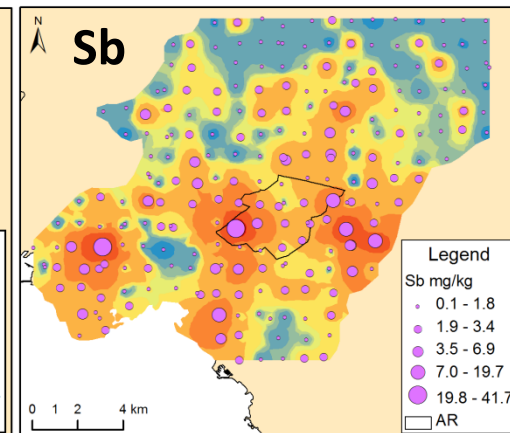 N
Sb
Legend
Sb mg/kg
0.1 - 1.8
1.9 - 3.4
3.5 - 6.9
7.0 - 19.7
19.8 - 41.7
AR
0 1 2 4 km